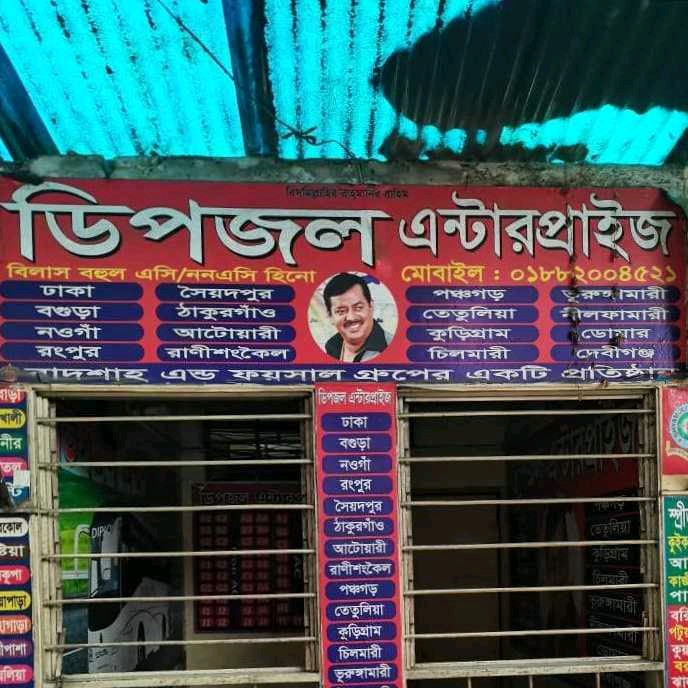 বিসমিল্লাহির রাহমানির রাহিম
ডিপজল এন্টারপ্রাইজ
বিলাস বহুল এসি/ননএসি হিনো
মোবাইল : ০১৮৮২০০৪৫২১
ঢাকা সৈয়দপুর পঞ্চগড় ভুরুঙ্গামারী
বগুড়া ঠাকুরগাঁও তেতুলিয়া নীলফামারী
নওগাঁ আটোয়ারী কুড়িগ্রাম ডোমার
রংপুর রাণীশংকৈল চিলমারী দেবীগঞ্জ
বাদশাহ এন্ড ফয়সাল গ্রুপের একটি প্রতিষ্ঠান
ডিপজল এন্টারপ্রাইজ
ঢাকা
বগুড়া
নওগাঁ
রংপুর
সৈয়দপুর
ঠাকুরগাঁও
আটোয়ারী
রাণীশংকৈল
পঞ্চগড়
তেতুলিয়া
কুড়িগ্রাম
চিলমারী
ভূরুঙ্গামারী
তেতুলিয়া
কুড়িগ্রাম
চিলমারী